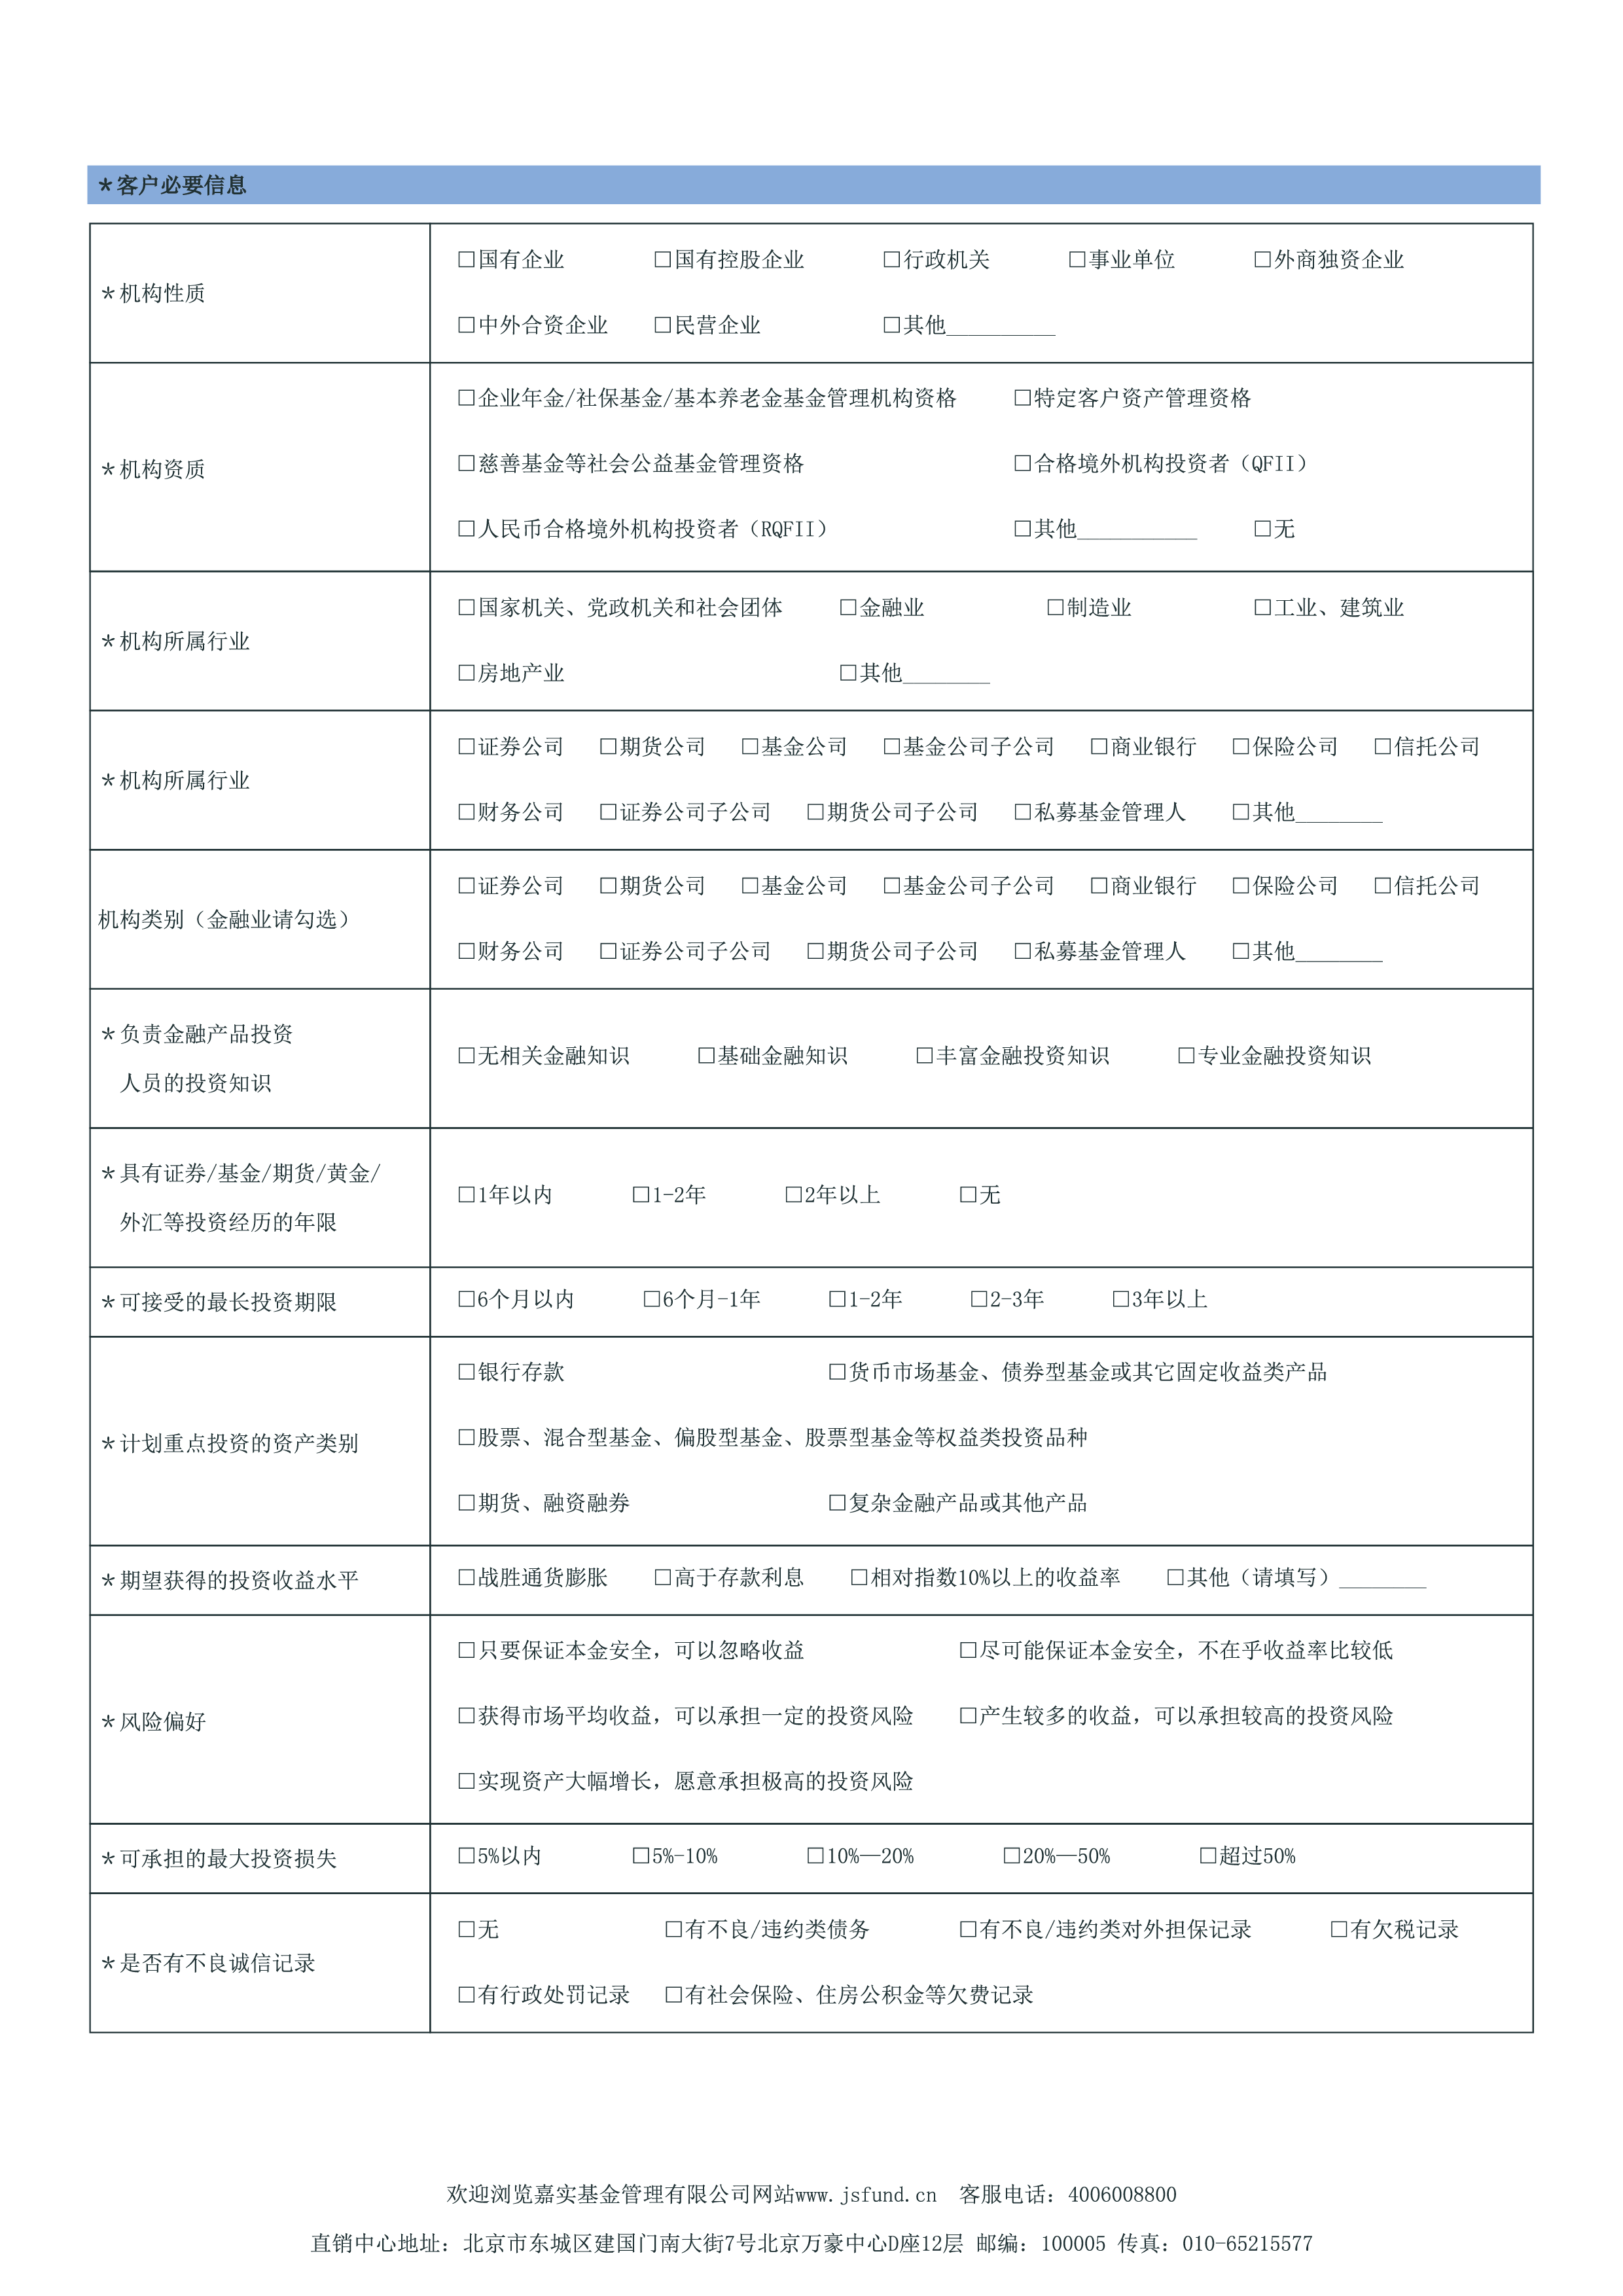 ＊客户必要信息
＊机构性质
□国有企业 □国有控股企业 □行政机关 □事业单位 □外商独资企业
□中外合资企业 □民营企业 □其他__________
＊机构资质
□企业年金/社保基金/基本养老金基金管理机构资格 □特定客户资产管理资格
□慈善基金等社会公益基金管理资格 □合格境外机构投资者（QFII）
□人民币合格境外机构投资者（RQFII） □其他___________ □无
＊机构所属行业
□国家机关、党政机关和社会团体 □金融业 □制造业 □工业、建筑业
□房地产业 □其他________
＊机构所属行业
□证券公司 □期货公司 □基金公司 □基金公司子公司 □商业银行 □保险公司 □信托公司
□财务公司 □证券公司子公司 □期货公司子公司 □私募基金管理人 □其他________
机构类别（金融业请勾选）
□证券公司 □期货公司 □基金公司 □基金公司子公司 □商业银行 □保险公司 □信托公司
□财务公司 □证券公司子公司 □期货公司子公司 □私募基金管理人 □其他________
＊负责金融产品投资
人员的投资知识
□无相关金融知识 □基础金融知识 □丰富金融投资知识 □专业金融投资知识
＊具有证券/基金/期货/黄金/
外汇等投资经历的年限
□1年以内 □1-2年 □2年以上 □无
＊可接受的最长投资期限
□6个月以内 □6个月-1年 □1-2年 □2-3年 □3年以上
＊计划重点投资的资产类别
□银行存款 □货币市场基金、债券型基金或其它固定收益类产品
□股票、混合型基金、偏股型基金、股票型基金等权益类投资品种
□期货、融资融券 □复杂金融产品或其他产品
＊期望获得的投资收益水平
□战胜通货膨胀 □高于存款利息 □相对指数10%以上的收益率 □其他（请填写）________
＊风险偏好
□只要保证本金安全，可以忽略收益 □尽可能保证本金安全，不在乎收益率比较低
□获得市场平均收益，可以承担一定的投资风险 □产生较多的收益，可以承担较高的投资风险
□实现资产大幅增长，愿意承担极高的投资风险
＊可承担的最大投资损失
□5%以内 □5%-10% □10%—20% □20%—50% □超过50%
＊是否有不良诚信记录
□无 □有不良/违约类债务 □有不良/违约类对外担保记录 □有欠税记录
□有行政处罚记录 □有社会保险、住房公积金等欠费记录
欢迎浏览嘉实基金管理有限公司网站www.jsfund.cn 客服电话：4006008800
直销中心地址：北京市东城区建国门南大街7号北京万豪中心D座12层 邮编：100005 传真：010-65215577